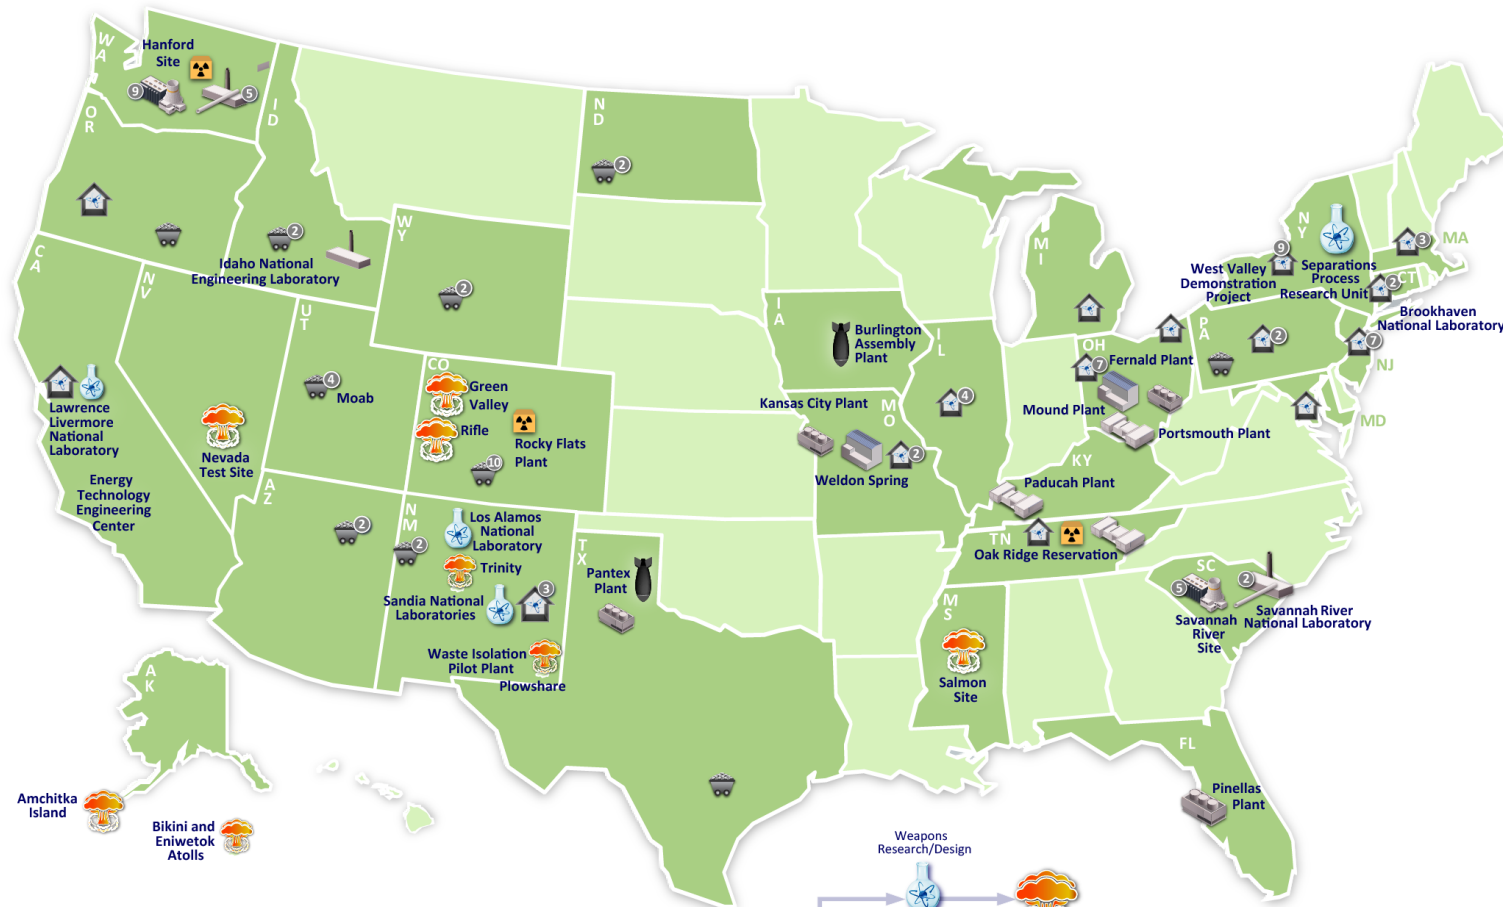 WA
Hanford
Site
9
5
OR
ID
2
Idaho National
Engineering Laboratory
ND
2
WY
2
CA
NV
UT
4
Moab
Lawrence
Livermore
National
Laboratory
Energy
Technology
Engineering
Center
Nevada
Test Site
CO
Green
Valley
Rifle
Rocky Flats
Plant
10
AZ
2
NM
2
Los Alamos
National
Laboratory
Trinity
Sandia National
Laboratories
3
Waste Isolation
Pilot Plant
Plowshare
TX
Pantex
Plant
IA
Burlington
Assembly
Plant
Kansas City Plant
MO
2
Weldon Spring
IL
4
MI
OH
7
Fernald Plant
Mound Plant
Portsmouth Plant
KY
Paducah Plant
TN
Oak Ridge Reservation
MS
Salmon
Site
SC
5
2
Savannah
River
Site
Savannah River
National Laboratory
FL
Pinellas
Plant
NY
9
West Valley
Demonstration
Project
Separations
Process
Research Unit
3
MA
2
CT
Brookhaven
National Laboratory
PA
2
7
NJ
MD
AK
Amchitka
Island
Bikini and
Eniwetok
Atolls
Weapons
Research/Design